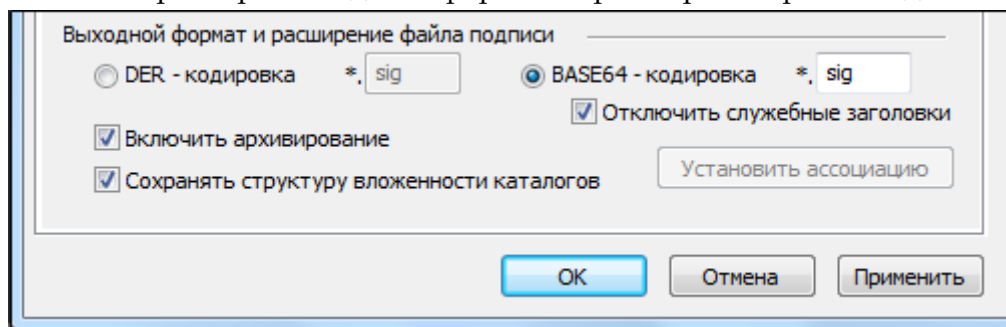 Выходной формат и расширение файла подписи
DER - кодировка *. sig BASE64 - кодировка *. sig
Отключить служебные заголовки
Включить архивирование
Сохранять структуру вложенности каталогов Установить ассоциацию
OK Отмена Применить